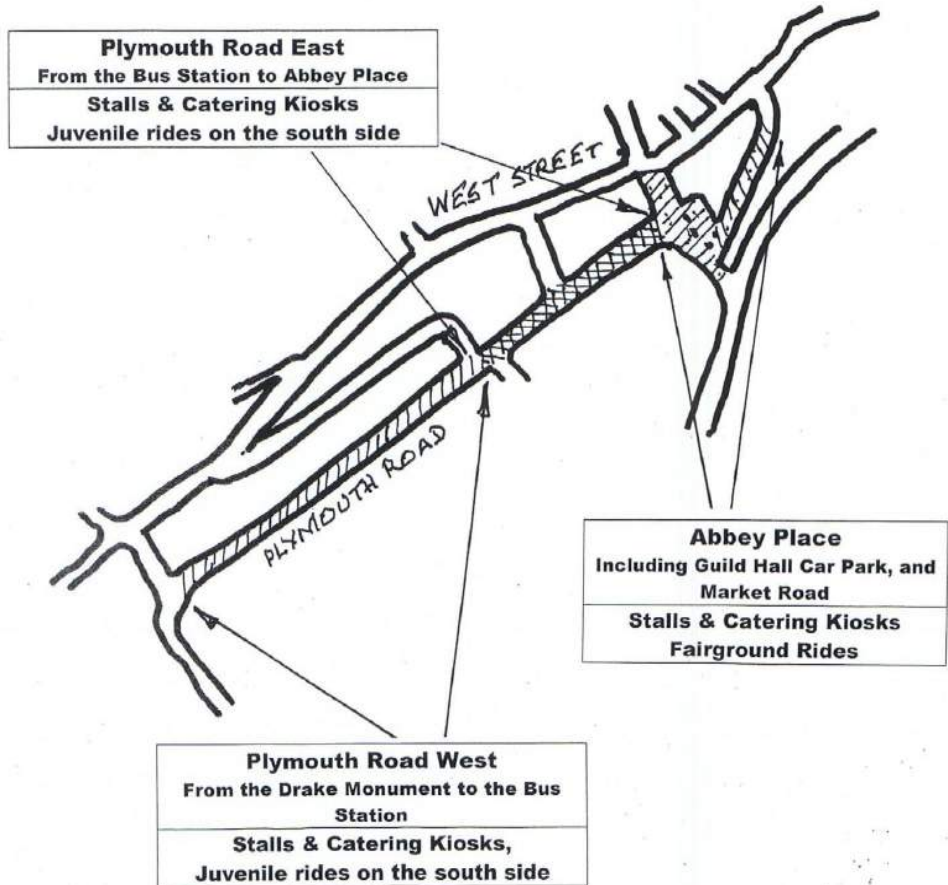 Plymouth Road East
From the Bus Station to Abbey Place
Stalls & Catering Kiosks
Juvenile rides on the south side
WEST STREET
PLYMOUTH ROAD
Abbey Place
Including Guild Hall Car Park, and
Market Road
Stalls & Catering Kiosks
Fairground Rides
Plymouth Road West
From the Drake Monument to the Bus
Station
Stalls & Catering Kiosks,
Juvenile rides on the south side